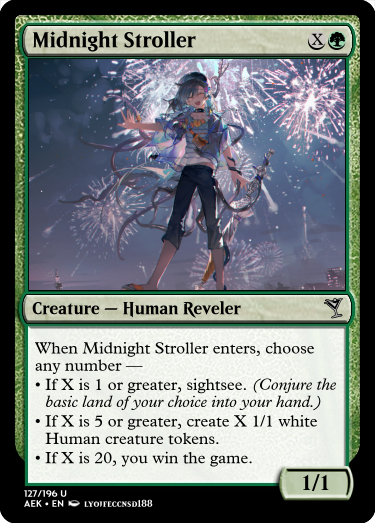 Midnight Stroller X
Creature — Human Reveler
When Midnight Stroller enters, choose
any number —
• If X is 1 or greater, sightsee. (Conjure the
basic land of your choice into your hand.)
• If X is 5 or greater, create X 1/1 white
Human creature tokens.
• If X is 20, you win the game.
1/1
127/196 U
AEK • EN LYOJFECCNSD188